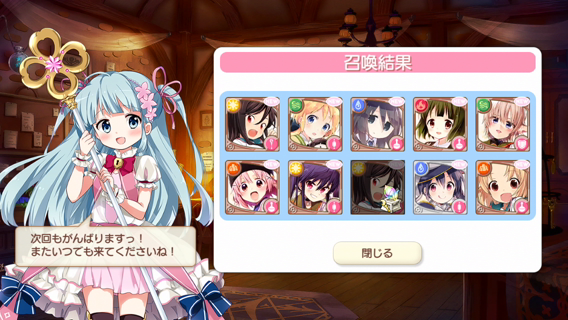 召喚結果
次回もがんばりますっ！
またいつでも来てくださいね！
閉じる